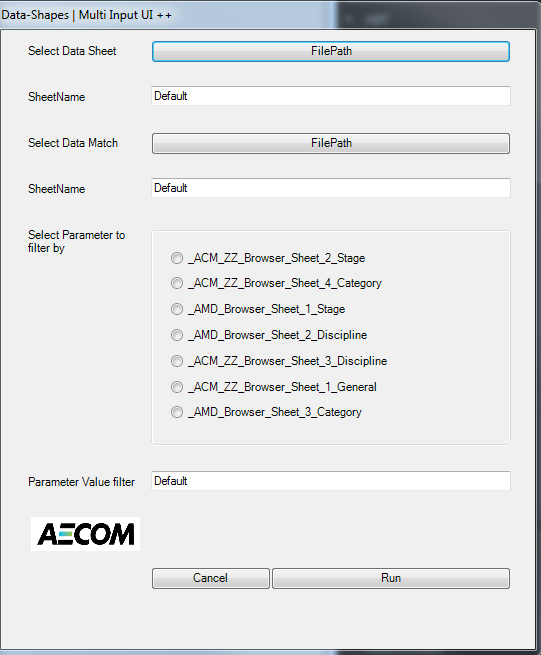 Data-Shapes | Multi Input UI ++
Select Data Sheet
FilePath
SheetName
Default
Select Data Match
FilePath
SheetName
Default
Select Parameter to
filter by
_ACM_ZZ_Browser_Sheet_2_Stage
_ACM_ZZ_Browser_Sheet_4_Category
_AMD_Browser_Sheet_1_Stage
_AMD_Browser_Sheet_2_Discipline
_ACM_ZZ_Browser_Sheet_3_Discipline
_ACM_ZZ_Browser_Sheet_1_General
_AMD_Browser_Sheet_3_Category
Parameter Value filter
Default
AECOM
Cancel
Run